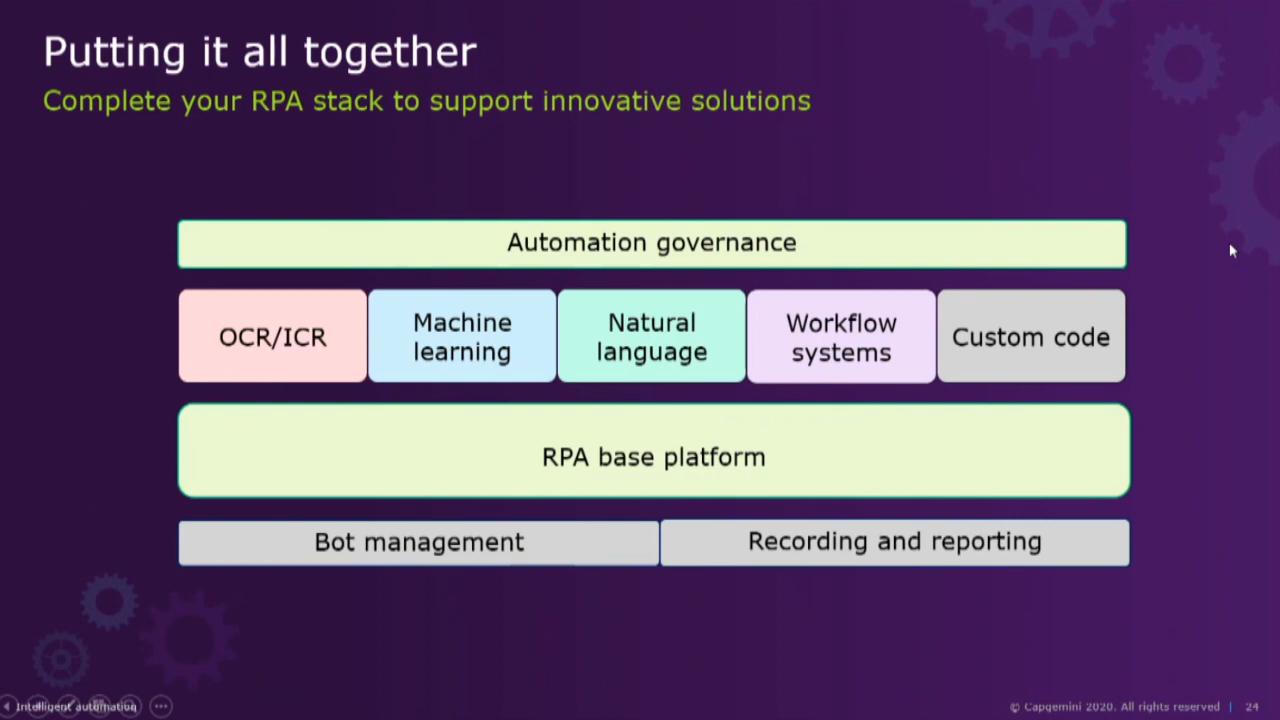 Putting it all together
Complete your RPA stack to support innovative solutions
Automation governance
OCR/ICR
Machine
learning
Natural
language
Workflow
systems
Custom code
RPA base platform
Bot management
Recording and reporting
Intelligent automation
© Capgemini 2020. All rights reserved | 24